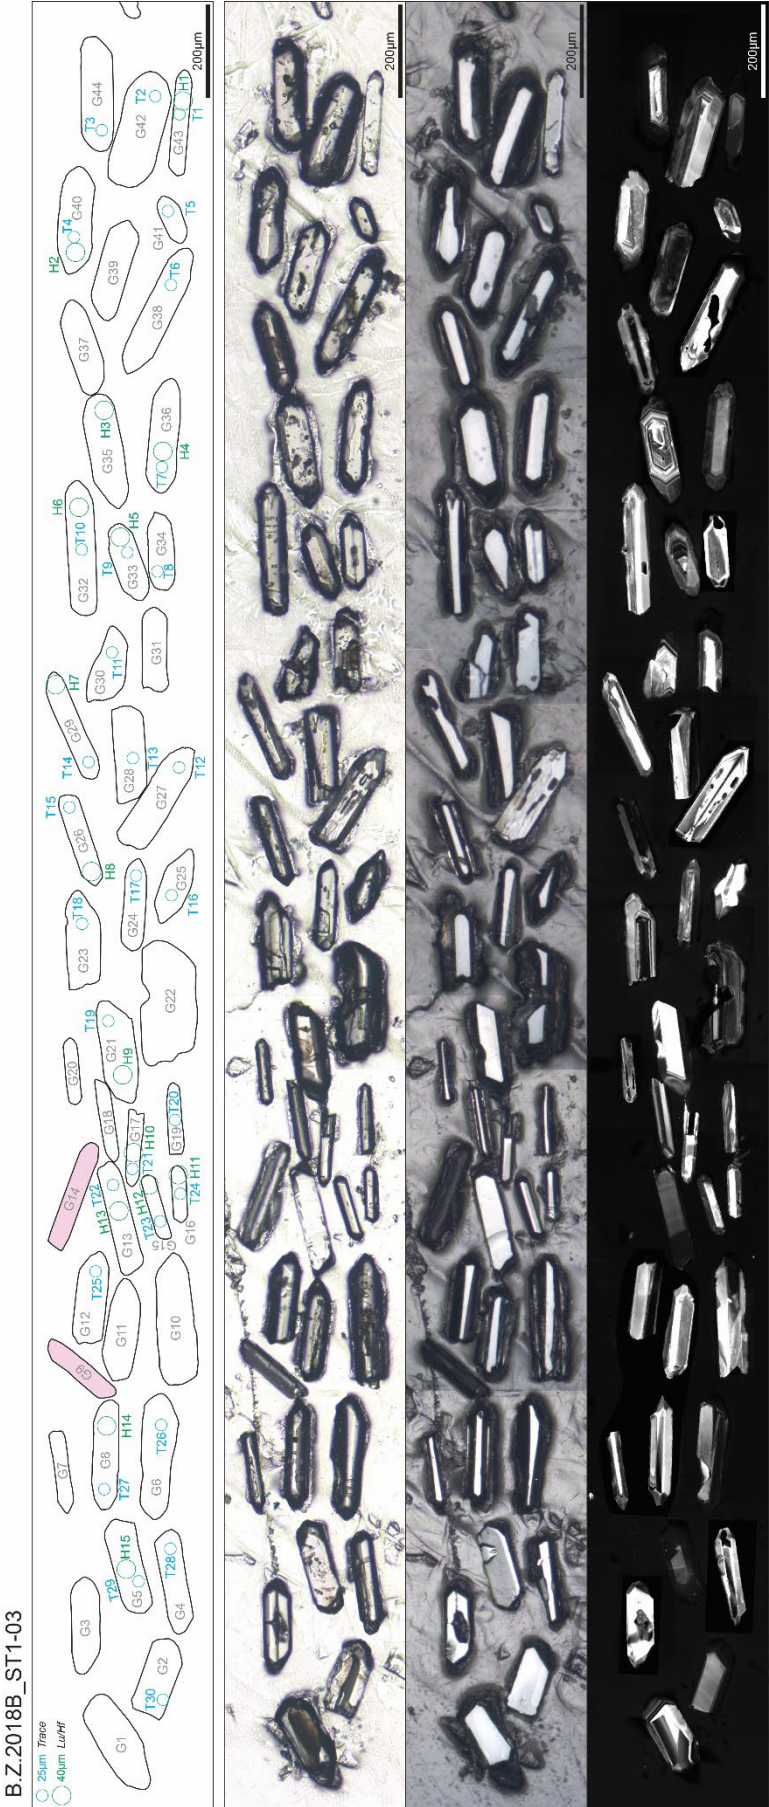 B.Z.2018B_ST1-03
25µm Trace
40µm Lu/Hf
G1
G2
T30
G3
G4
T28
G5
T29
H15
G6
T26
G7
G8
T27
H14
G9
G10
G11
G12
T25
G13
H13
T22
G14
G15
T23
H12
G16
T24
H11
G17
T21
H10
G18
G19
T20
G20
G21
T19
H9
G22
G23
T18
G24
T17
G25
T16
G26
T15
H8
G27
T12
G28
T13
G29
T14
H7
G30
T11
G31
G32
T10
H6
G33
T9
H5
G34
T8
G35
H3
G36
T7
H4
G37
G38
T6
G39
G40
T4
H2
G41
T5
G42
T2
G43
H1
T1
G44
T3
200µm
200µm
200µm
200µm